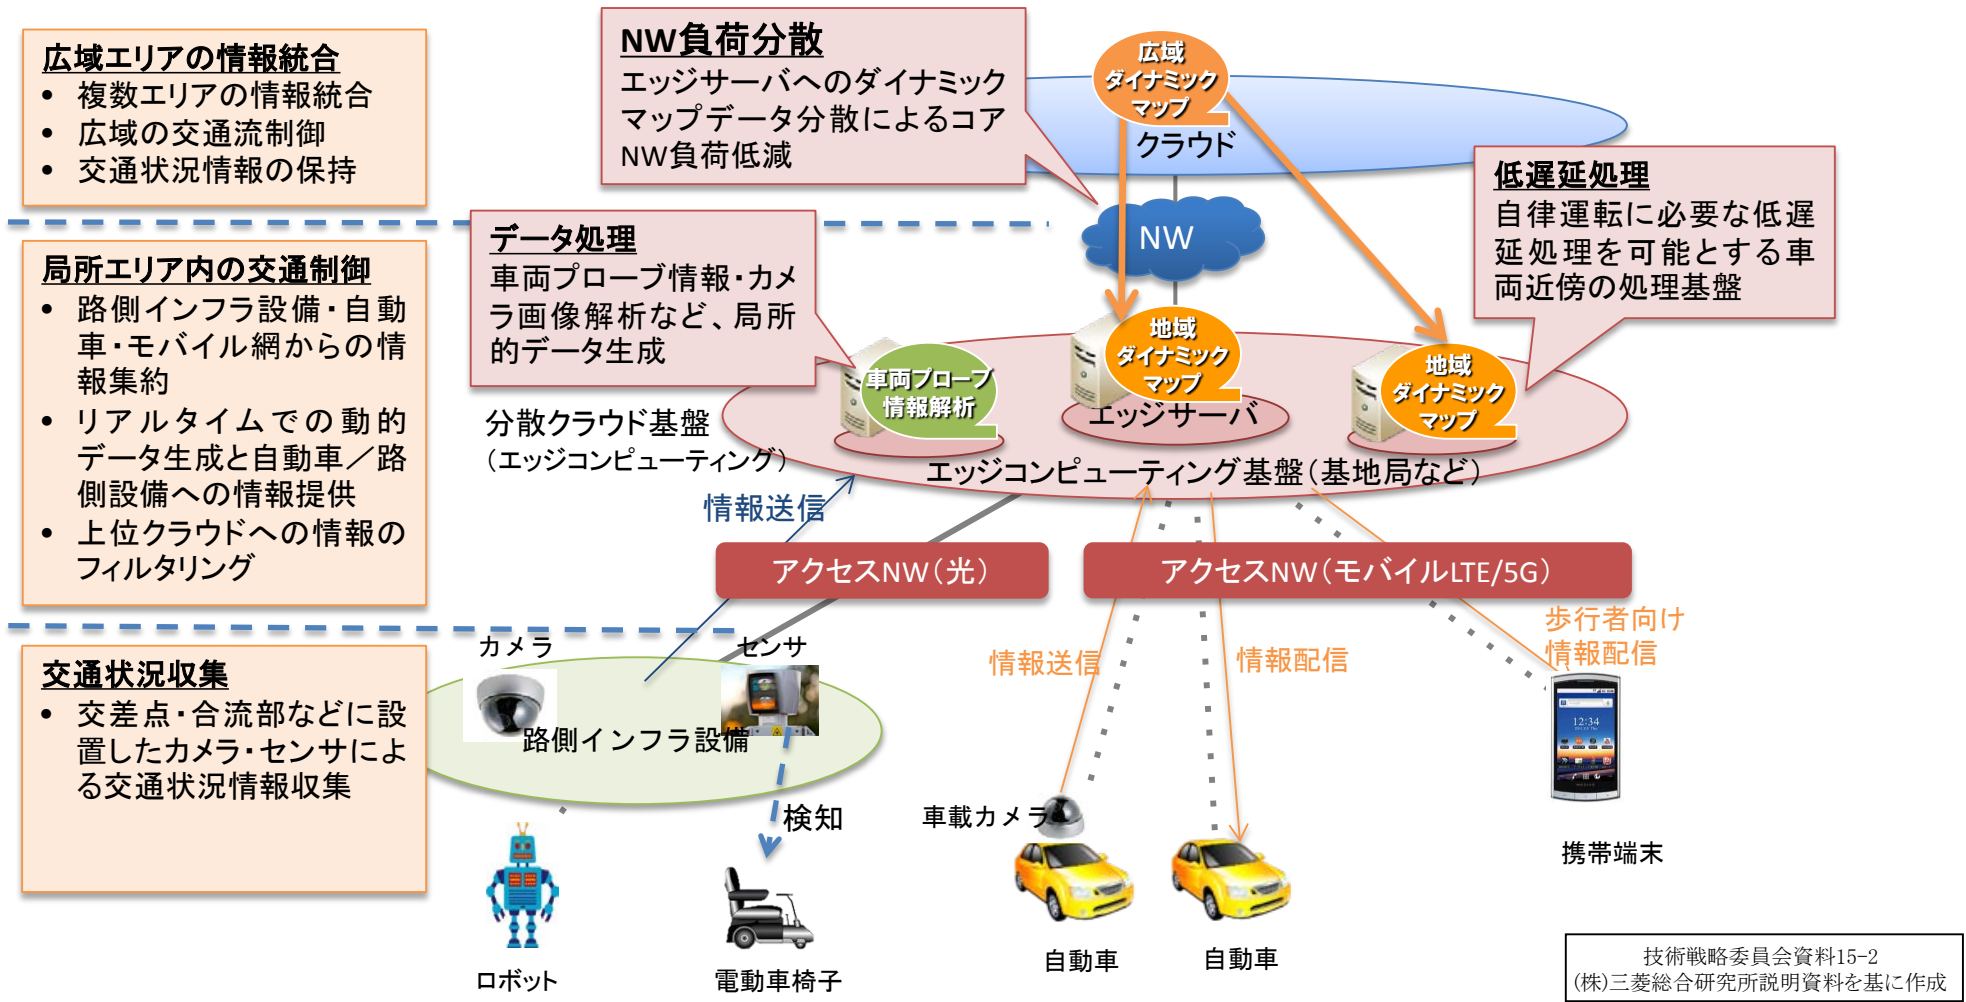 広域エリアの情報統合
• 複数エリアの情報統合
• 広域の交通流制御
• 交通状況情報の保持
局所エリア内の交通制御
• 路側インフラ設備・自動
車・モバイル網からの情
報集約
• リアルタイムでの動的
データ生成と自動車／路
側設備への情報提供
• 上位クラウドへの情報の
フィルタリング
交通状況収集
• 交差点・合流部などに設
置したカメラ・センサによ
る交通状況情報収集
NW負荷分散
エッジサーバへのダイナミック
マップデータ分散によるコア
NW負荷低減
広域
ダイナミック
マップ
クラウド
NW
低遅延処理
自律運転に必要な低遅
延処理を可能とする車
両近傍の処理基盤
データ処理
車両プローブ情報・カメ
ラ画像解析など、局所
的データ生成
車両プローブ
情報解析
地域
ダイナミック
マップ
エッジサーバ
地域
ダイナミック
マップ
分散クラウド基盤
（エッジコンピューティング）
エッジコンピューティング基盤（基地局など）
情報送信
アクセスNW（光）
アクセスNW（モバイルLTE/5G）
カメラ
センサ
路側インフラ設備
検知
情報送信
情報配信
歩行者向け
情報配信
12:34
車載カメラ
携帯端末
ロボット
電動車椅子
自動車
自動車
技術戦略委員会資料15-2
(株)三菱総合研究所説明資料を基に作成